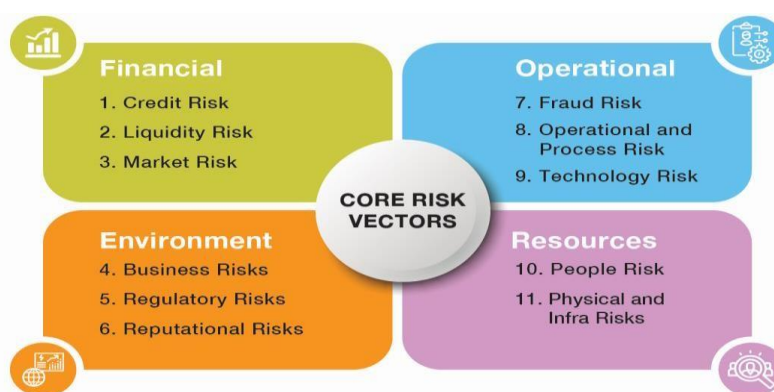 Financial
1. Credit Risk
2. Liquidity Risk
3. Market Risk
Operational
7. Fraud Risk
8. Operational and
Process Risk
9. Technology Risk
CORE RISK
VECTORS
Environment
4. Business Risks
5. Regulatory Risks
6. Reputational Risks
Resources
10. People Risk
11. Physical and
Infra Risks